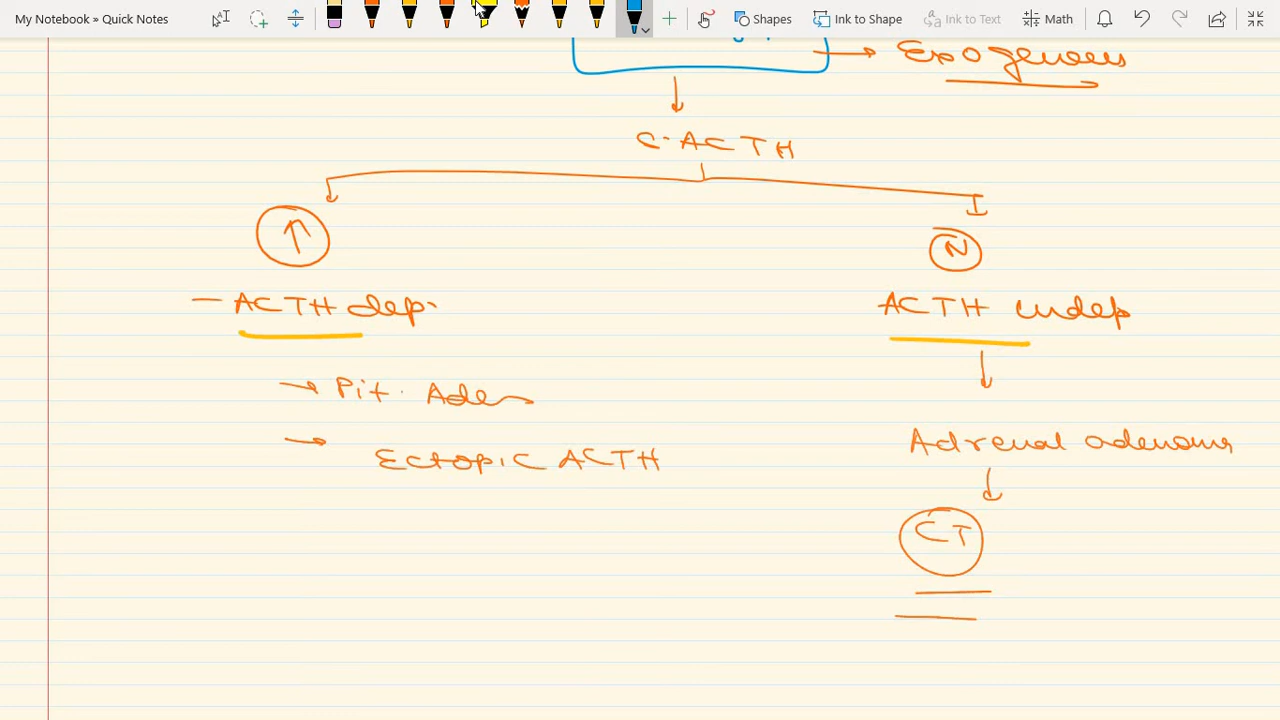 My Notebook » Quick Notes
Shapes
Ink to Shape
Ink to Text
Math
Exogenous
C-ACTH
↑
N
- ACTH dep.
ACTH indep
→ Pit. Aden
→ Ectopic ACTH
Adrenal adenoma
CT